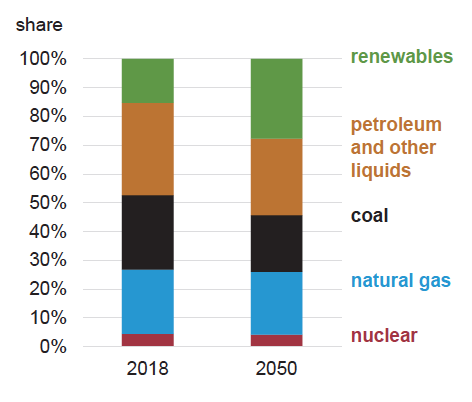 share
100%
90%
80%
70%
60%
50%
40%
30%
20%
10%
0%
2018
2050
renewables
petroleum
and other
liquids
coal
natural gas
nuclear